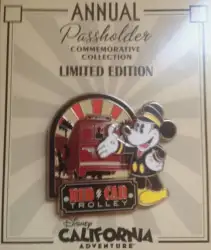 ANNUAL
Passholder
COMMEMORATIVE
COLLECTION
LIMITED EDITION
RED CAR
TROLLEY
Disney
CALIFORNIA
ADVENTURE